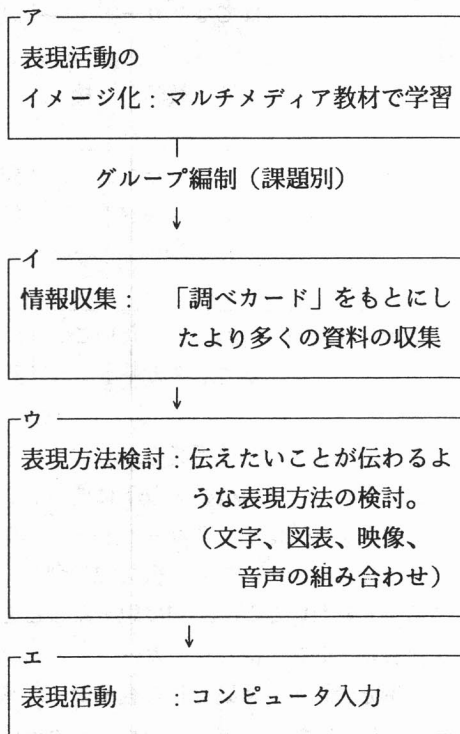 ア
表現活動の
イメージ化：マルチメディア教材で学習
グループ編制（課題別）
↓
イ
情報収集：　「調べカード」をもとにし
たより多くの資料の収集
↓
ウ
表現方法検討：伝えたいことが伝わるよ
うな表現方法の検討。
（文字、図表、映像、
音声の組み合わせ）
↓
エ
表現活動　　：コンピュータ入力